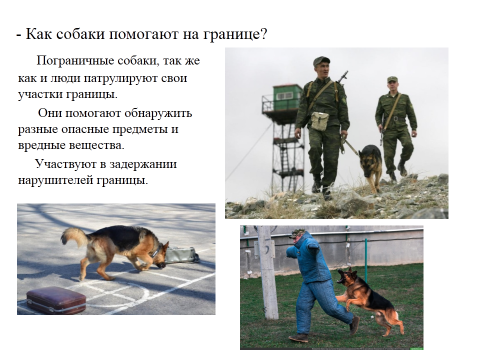 - Как собаки помогают на границе?
Пограничные собаки, так же
как и люди патрулируют свои
участки границы.
Они помогают обнаружить
разные опасные предметы и
вредные вещества.
Участвуют в задержании
нарушителей границы.